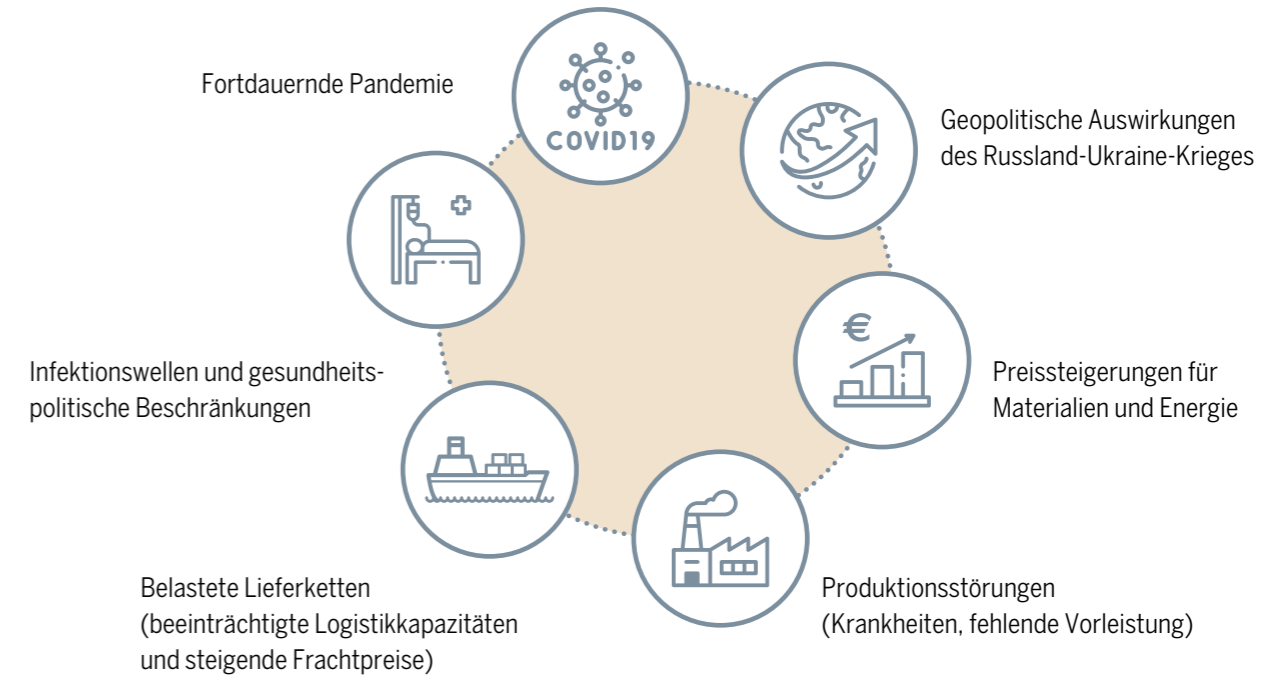 Fortdauernde Pandemie
COVID19
Geopolitische Auswirkungen
des Russland-Ukraine-Krieges
€
Preissteigerungen für
Materialien und Energie
Infektionswellen und gesundheits-
politische Beschränkungen
Belastete Lieferketten
(beeinträchtigte Logistikkapazitäten
und steigende Frachtpreise)
Produktionsstörungen
(Krankheiten, fehlende Vorleistung)